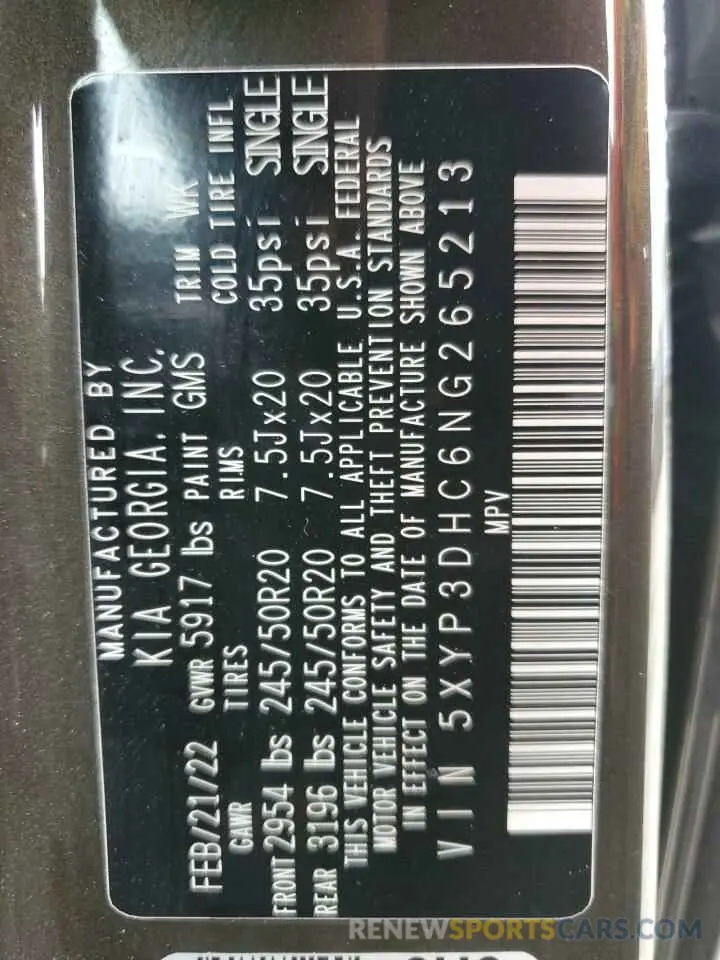 MANUFACTURED BY
KIA GEORGIA, INC.
FEB/21/22 GVWR 5917 lbs PAINT GMS TRIM WK
GAWR TIRES RIMS COLD TIRE INFL
FRONT 2954 lbs 245/50R20 7.5Jx20 35psi SINGLE
REAR 3196 lbs 245/50R20 7.5Jx20 35psi SINGLE
THIS VEHICLE CONFORMS TO ALL APPLICABLE U.S.A. FEDERAL
MOTOR VEHICLE SAFETY AND THEFT PREVENTION STANDARDS
IN EFFECT ON THE DATE OF MANUFACTURE SHOWN ABOVE
VIN 5XYP3DHC6NG265213
MPV
RENEWSPORTSCARS.COM